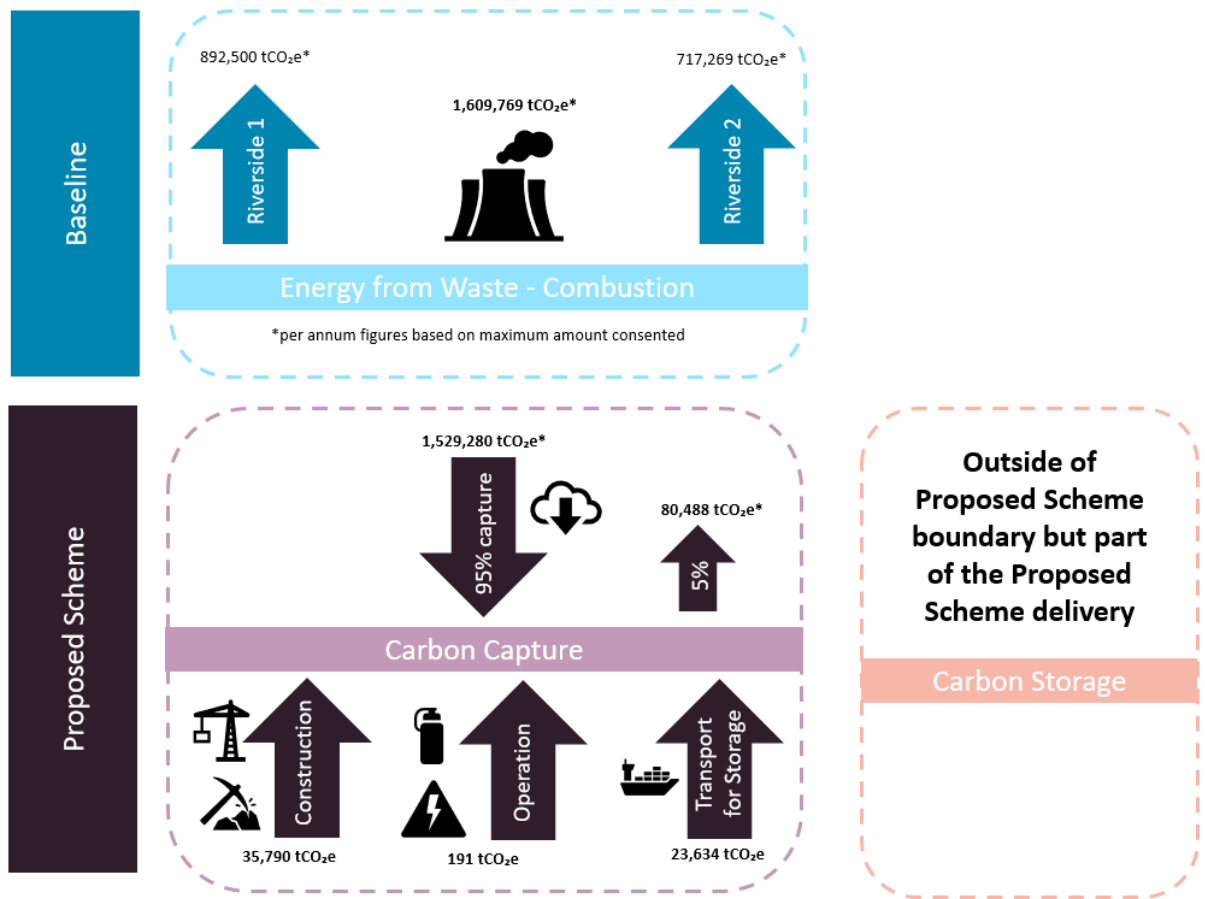 Baseline
892,500 tCO₂e*
717,269 tCO₂e*
1,609,769 tCO₂e*
Riverside 1
Riverside 2
Energy from Waste - Combustion
*per annum figures based on maximum amount consented
Proposed Scheme
1,529,280 tCO₂e*
95% capture
80,488 tCO₂e*
5%
Carbon Capture
Construction
Operation
Transport
for Storage
35,790 tCO₂e
191 tCO₂e
23,634 tCO₂e
Outside of
Proposed Scheme
boundary but part
of the Proposed
Scheme delivery
Carbon Storage